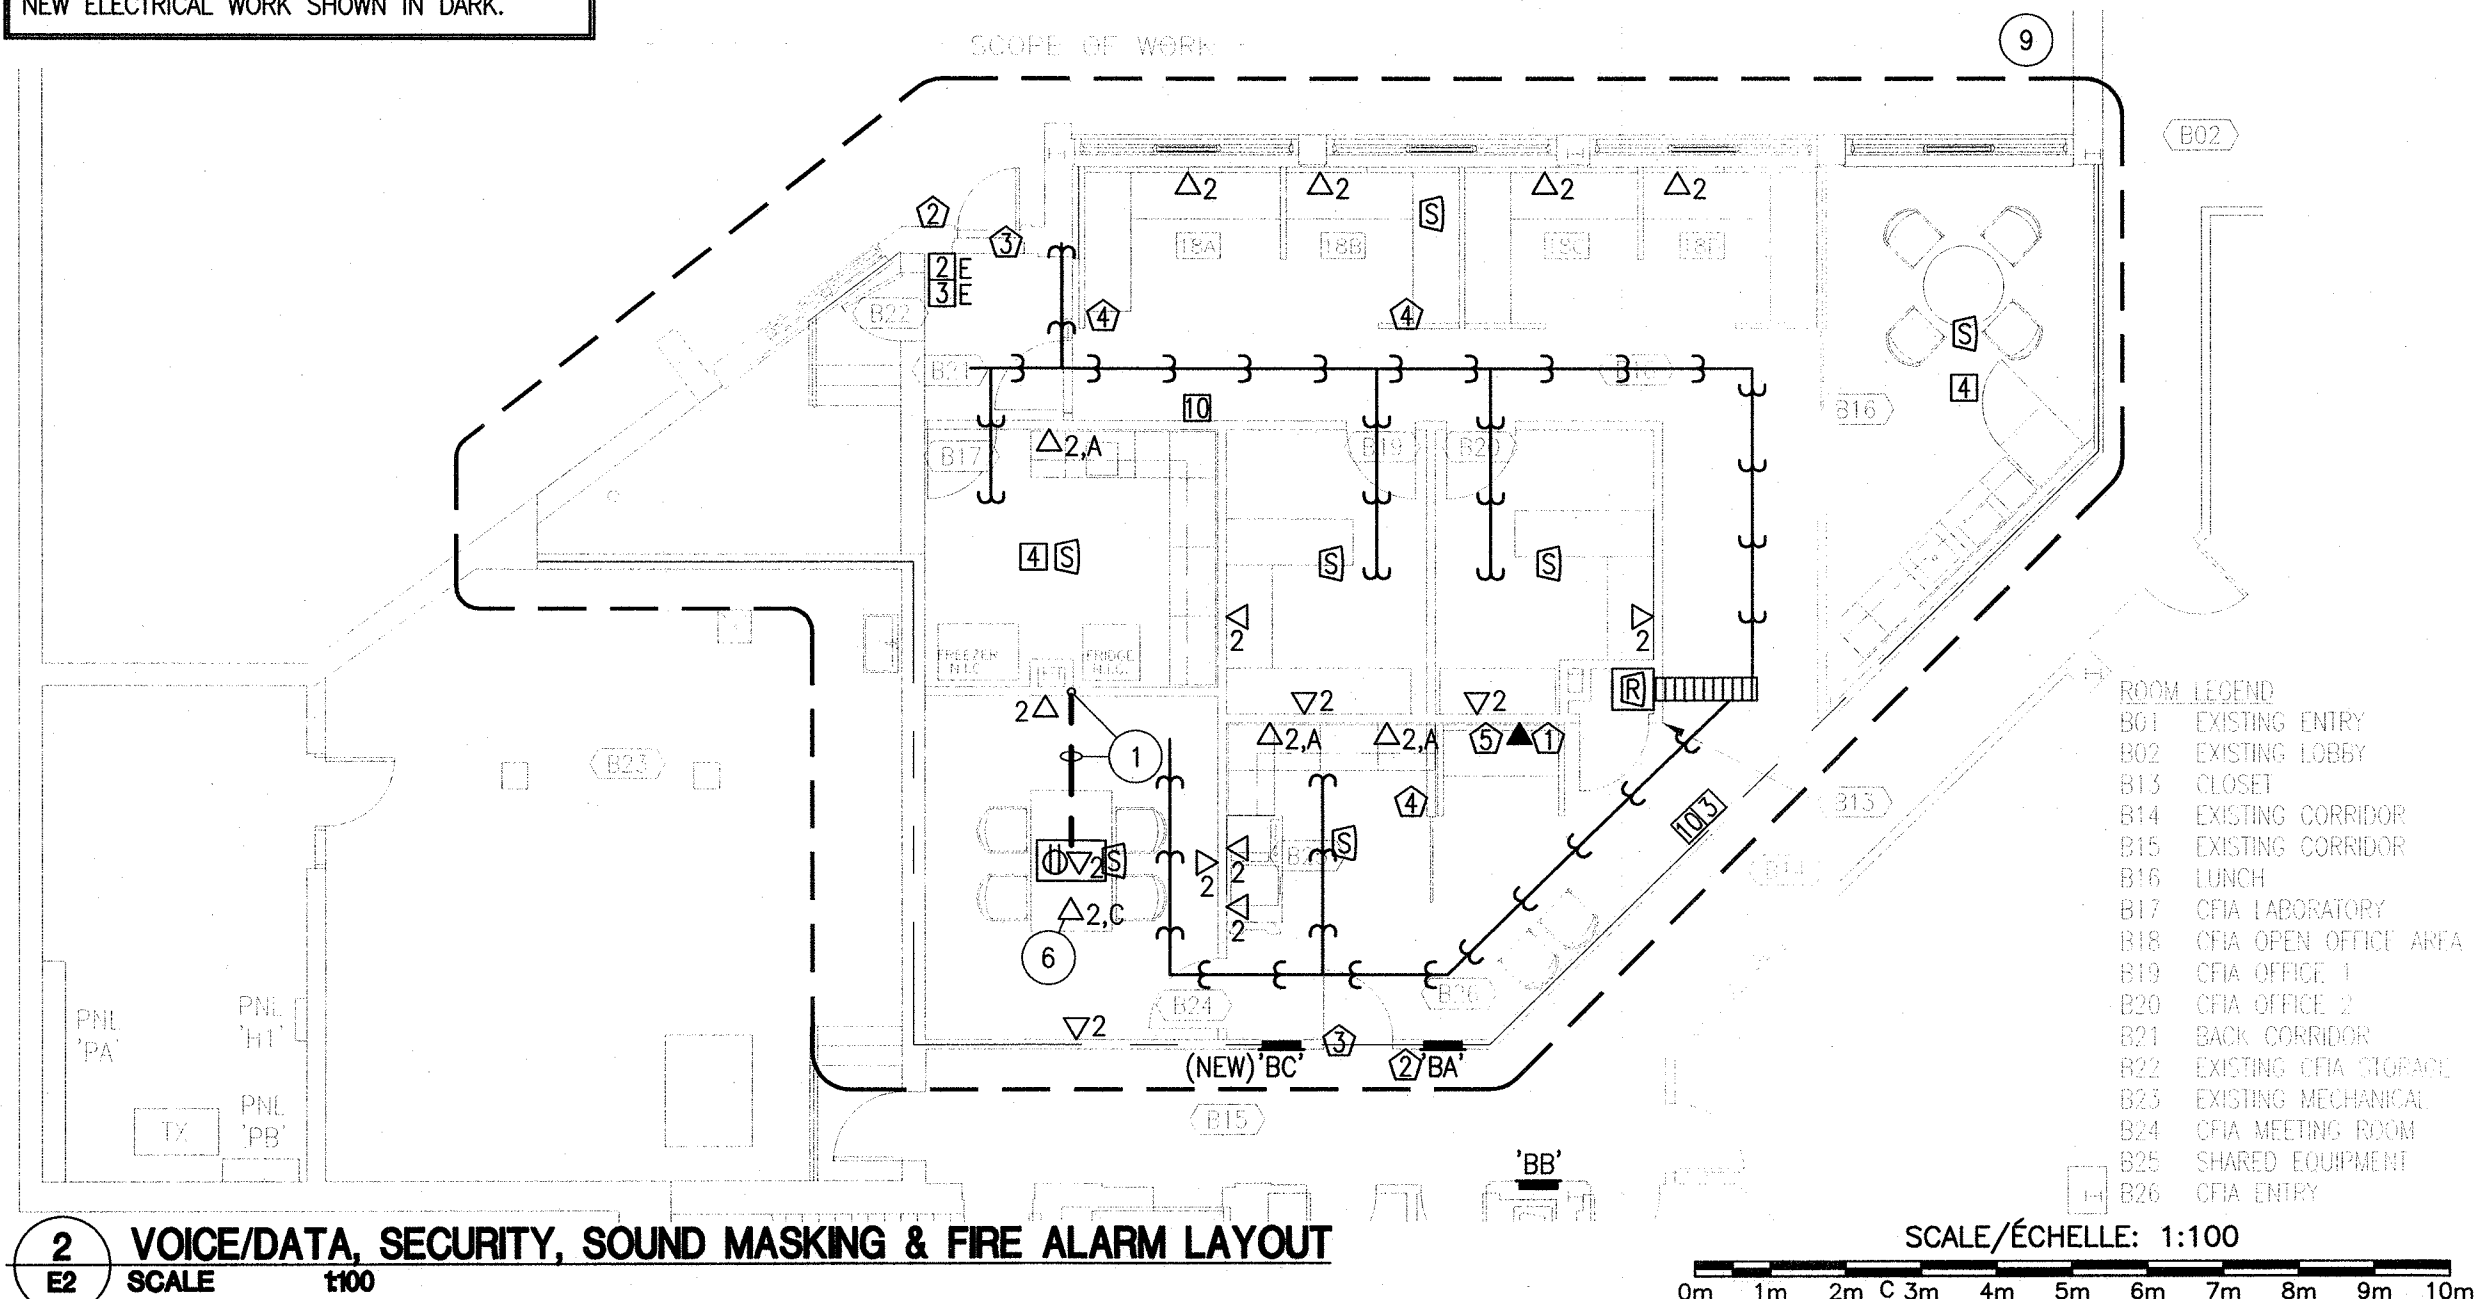 NEW ELECTRICAL WORK SHOWN IN DARK.
SCOPE OF WORK
9
B02
2
2
2
2
2
S
18A
18B
18C
3
2 E
3 E
B22
4
4
S
4
B21
10
B16
2,A
B17
B19
B20
4 S
S
S
2
2
FREEZER
N.I.C.
FRIDGE
N.I.C.
R
2
2
2
1
2,A
2,A
5
1
B23
4
10 3
B13
2
S
2
2
S
B25
B14
2,C
2
6
B24
B26
2
(NEW)'BC'
3
2
'BA'
PNL
'PA'
PNL
'H1'
PNL
'PB'
TX
B15
'BB'
ROOM LEGEND
B01 EXISTING ENTRY
B02 EXISTING LOBBY
B13 CLOSET
B14 EXISTING CORRIDOR
B15 EXISTING CORRIDOR
B16 LUNCH
B17 CFIA LABORATORY
B18 CFIA OPEN OFFICE AREA
B19 CFIA OFFICE 1
B20 CFIA OFFICE 2
B21 BACK CORRIDOR
B22 EXISTING CFIA STORAGE
B23 EXISTING MECHANICAL
B24 CFIA MEETING ROOM
B25 SHARED EQUIPMENT
B26 CFIA ENTRY
2
E2
VOICE/DATA, SECURITY, SOUND MASKING & FIRE ALARM LAYOUT
SCALE 1:100
SCALE/ÉCHELLE: 1:100
0m 1m 2m C 3m 4m 5m 6m 7m 8m 9m 10m